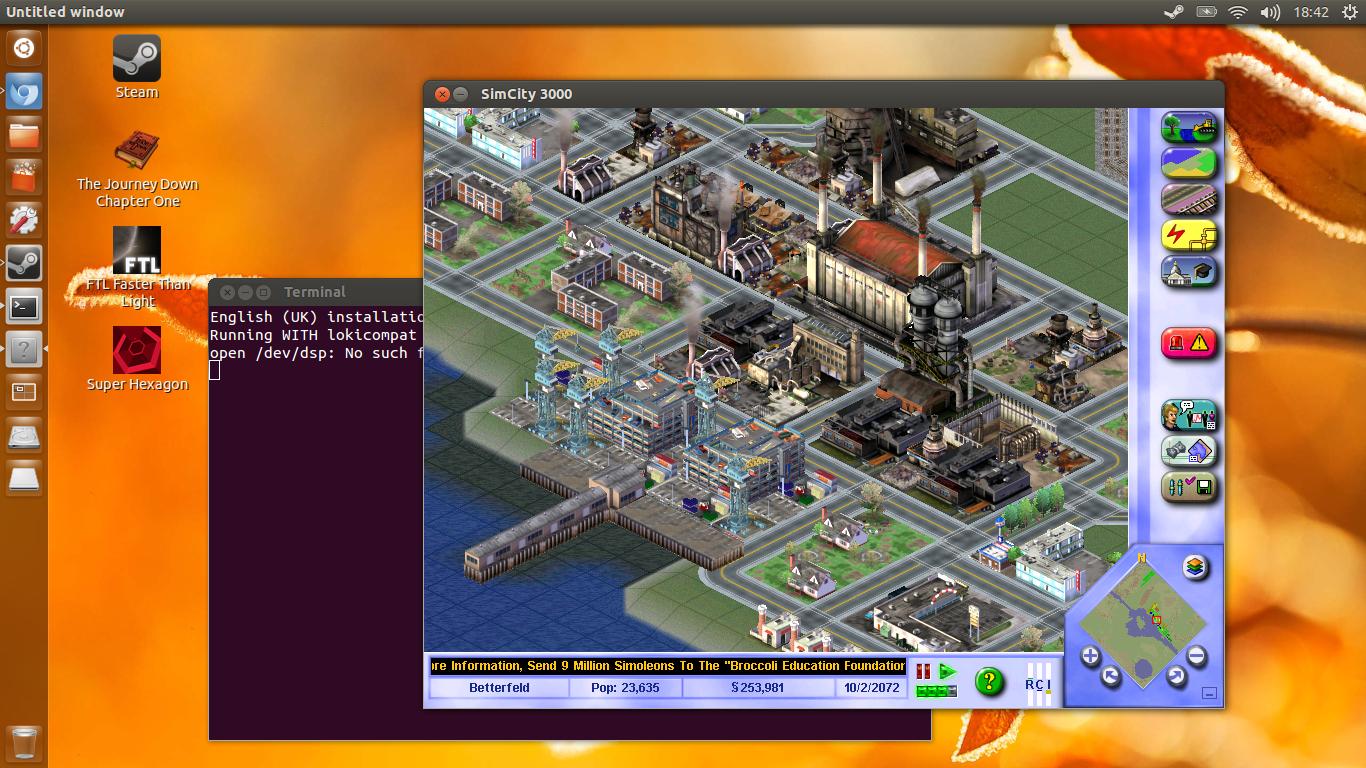 Untitled window
18:42
Steam
The Journey Down
Chapter One
FTL
FTL Faster Than
Light
Super Hexagon
Terminal
English (UK) installatio
Running WITH lokicompat
open /dev/dsp: No such f
SimCity 3000
N
ore Information, Send 9 Million Simoleons To The "Broccoli Education Foundation
Betterfeld
Pop: 23,635
§253,981
10/2/2072
?
R C I